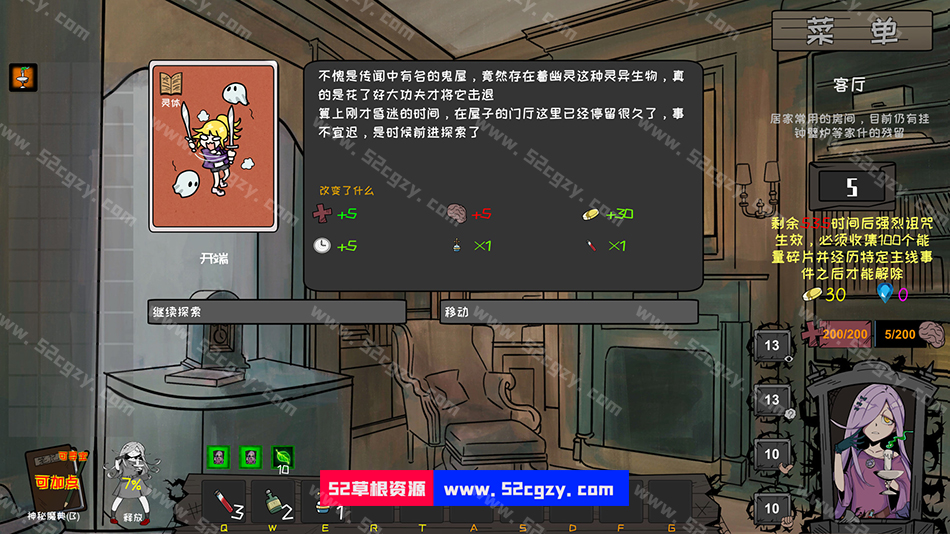 菜 单
灵体
不愧是传闻中有名的鬼屋，竟然存在着幽灵这种灵异生物，真
的是花了好大功夫才将它击退
算上刚才昏迷的时间，在屋子的门厅这里已经停留很久了，事
不宜迟，是时候前进探索了
改变了什么
+5
+5
+30
+5
X1
X1
开端
继续探索
移动
客厅
居家常用的房间，目前仍有挂
钟壁炉等家什的残留
5
剩余535时间后强烈诅咒
生效，必须收集100个能
量碎片并经历特定主线事
件之后才能解除
30
0
200/200
5/200
13
13
10
10
可加点
神秘魔典(B)
7%
释放
10
3
2
1
Q W E R T A S D F G
52草根资源
www.52cgzy.com
www.52cgzy.com